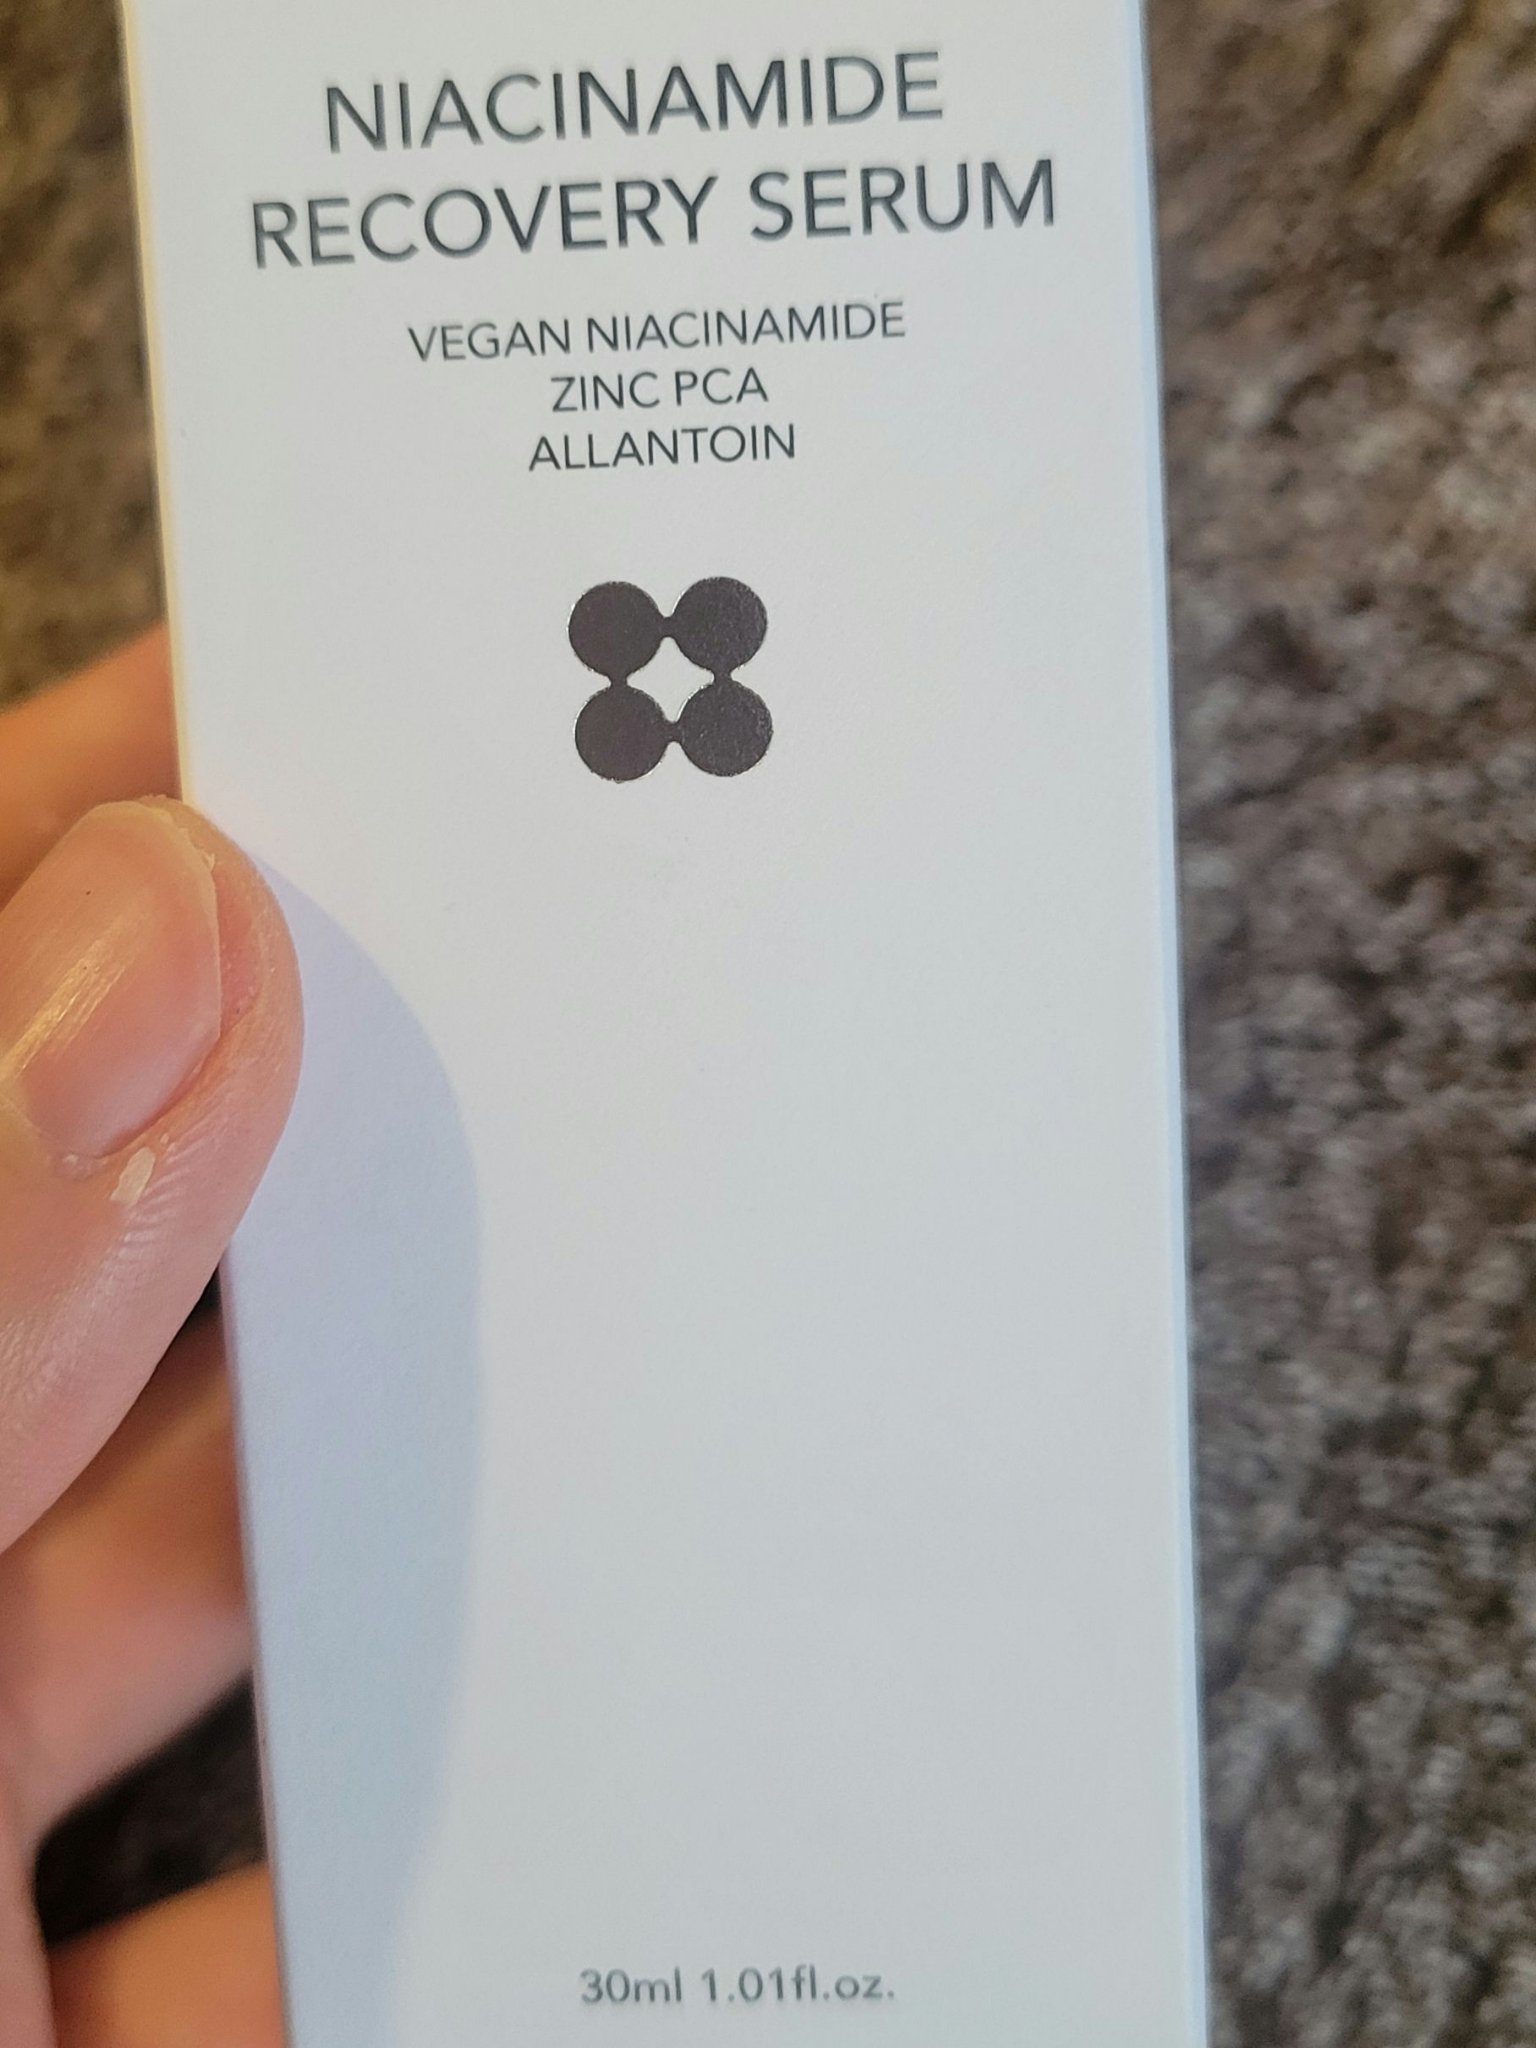 NIACINAMIDE
RECOVERY SERUM
VEGAN NIACINAMIDE
ZINC PCA
ALLANTOIN
30ml 1.01fl.oz.